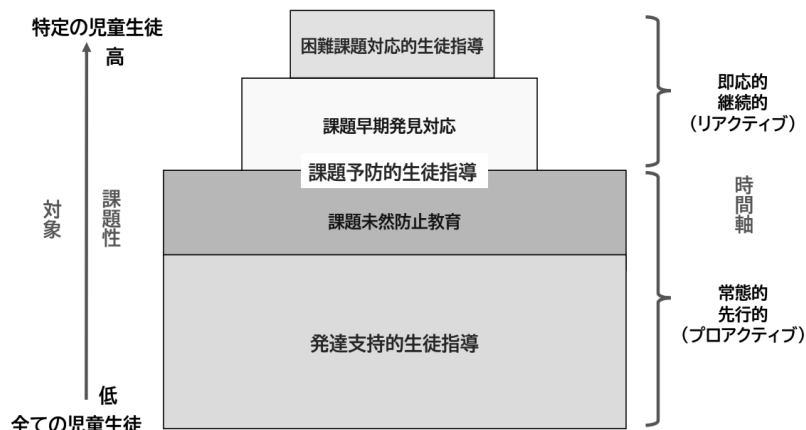 特定の児童生徒
高
困難課題対応的生徒指導
課題早期発見対応
課題予防的生徒指導
課題未然防止教育
発達支持的生徒指導
対象
課題性
低
全ての児童生徒
即応的
継続的
（リアクティブ）
時間軸
常態的
先行的
（プロアクティブ）